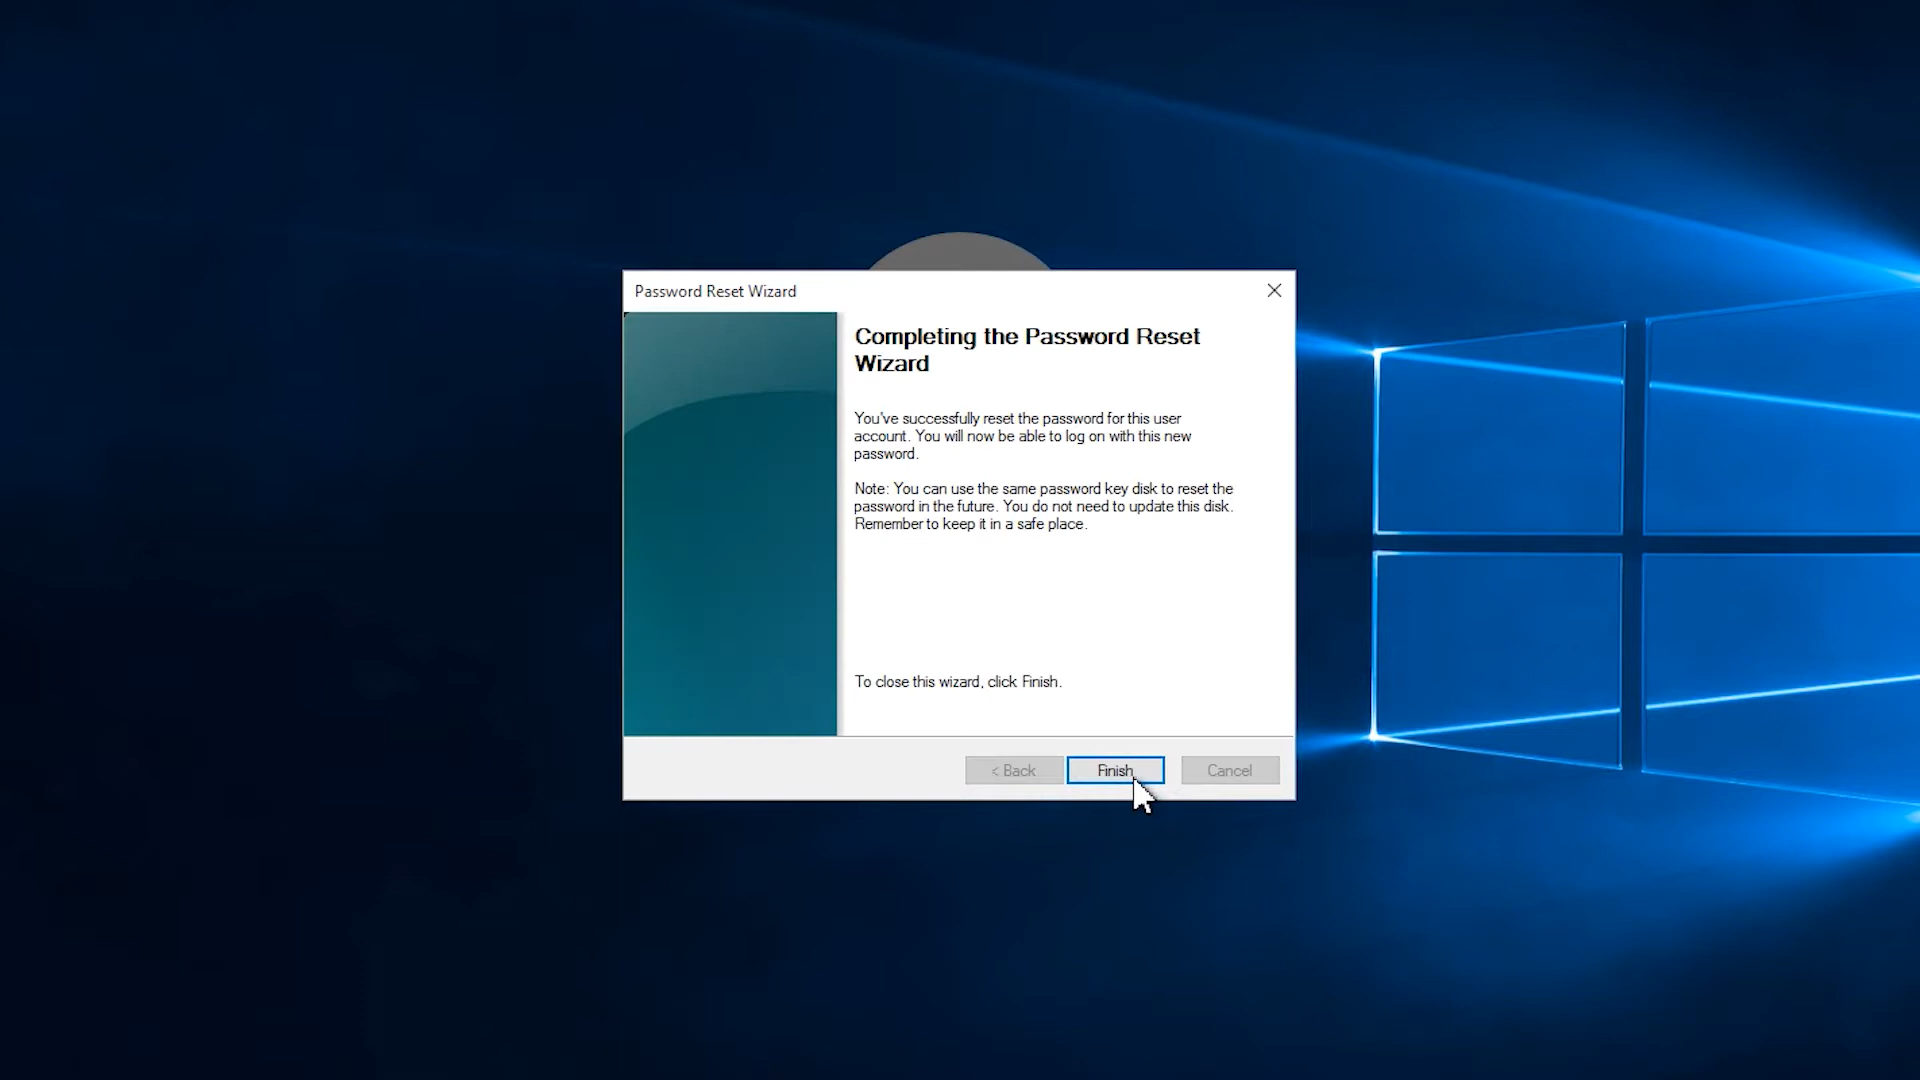 Password Reset Wizard
Completing the Password Reset
Wizard
You've successfully reset the password for this user
account. You will now be able to log on with this new
password.
Note: You can use the same password key disk to reset the
password in the future. You do not need to update this disk.
Remember to keep it in a safe place.
To close this wizard, click Finish.
< Back Finish Cancel